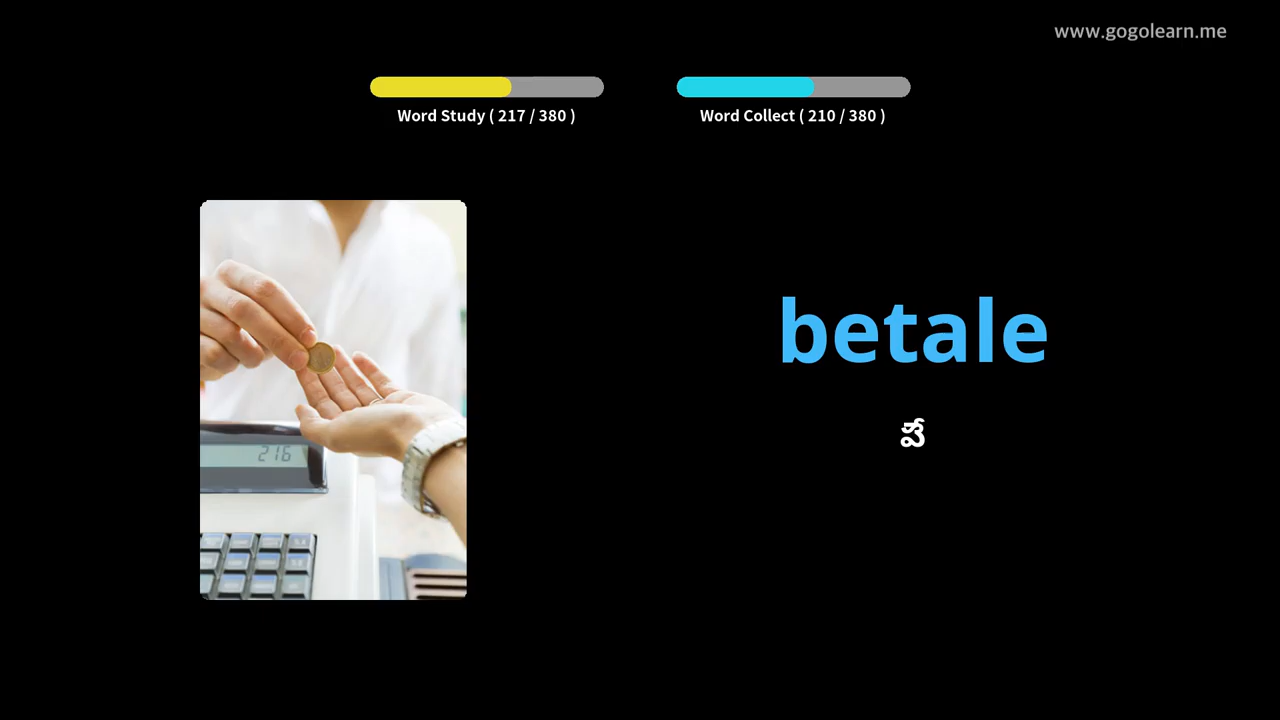 www.gogolearn.me
Word Study ( 217 / 380 )
Word Collect ( 210 / 380 )
216
betale
పే